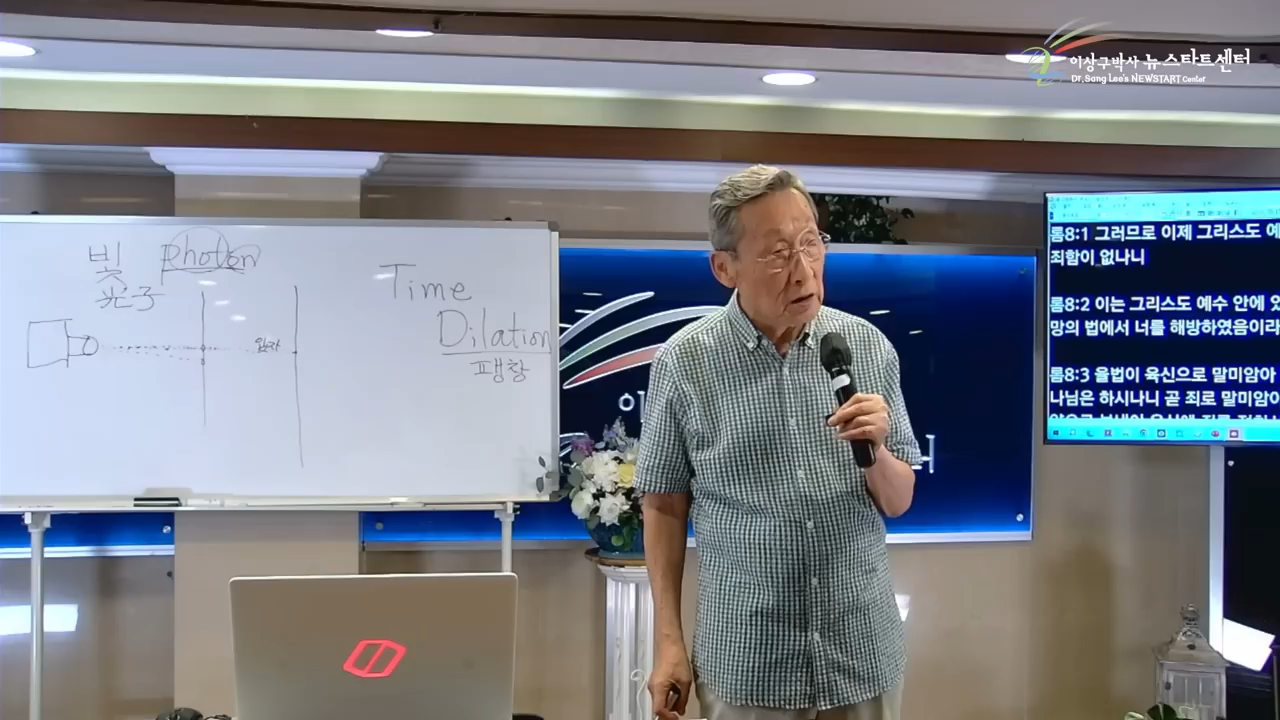 이상구박사 뉴스타트센터
Dr. Sang Lee's NEWSTART Center
빛 photon
光子
입자
Time
Dilation
팽창
롬8:1 그러므로 이제 그리스도 예
죄함이 없나니
롬8:2 이는 그리스도 예수 안에 있
망의 법에서 너를 해방하였음이라
롬8:3 율법이 육신으로 말미암아
나님은 하시나니 곧 죄로 말미암아